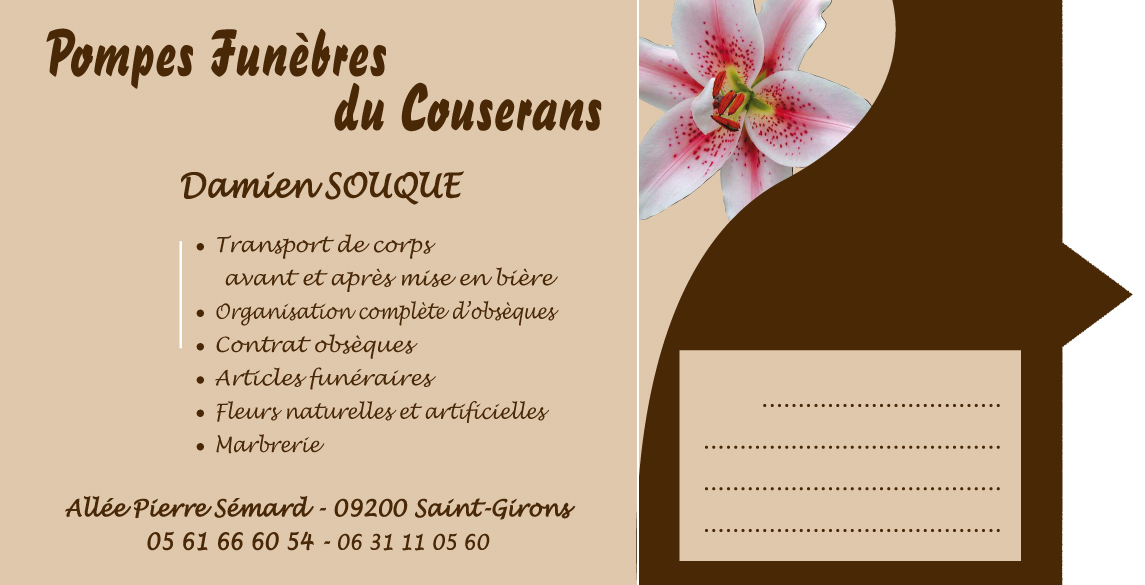 Pompes Funèbres
du Couserans
Damien SOUQUE
• Transport de corps
avant et après mise en bière
• Organisation complète d'obsèques
• Contrat obsèques
• Articles funéraires
• Fleurs naturelles et artificielles
• Marbrerie
Allée Pierre Sémard - 09200 Saint-Girons
05 61 66 60 54 - 06 31 11 05 60